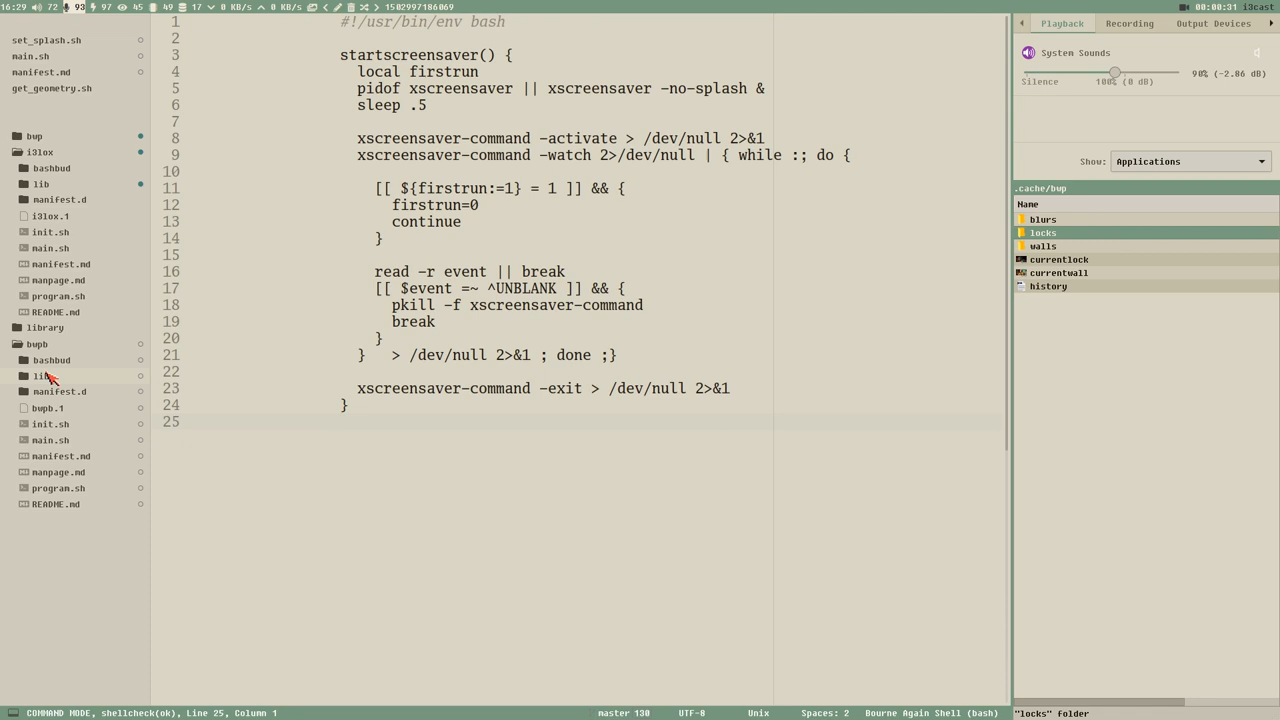 16:29 72 93 97 45 49 17 0 KB/s 0 KB/s 1502997186069 00:00:31 i3cast
set_splash.sh
main.sh
manifest.md
get_geometry.sh
bwp
i3lox
bashbud
lib
manifest.d
i3lox.1
init.sh
main.sh
manifest.md
manpage.md
program.sh
README.md
library
bwpb
bashbud
lib
manifest.d
bwpb.1
init.sh
main.sh
manifest.md
manpage.md
program.sh
README.md
1 #!/usr/bin/env bash
2
3 startscreensaver() {
4 local firstrun
5 pidof xscreensaver || xscreensaver -no-splash &
6 sleep .5
7
8 xscreensaver-command -activate > /dev/null 2>&1
9 xscreensaver-command -watch 2>/dev/null | { while :; do {
10
11 [[ ${firstrun:=1} = 1 ]] && {
12 firstrun=0
13 continue
14 }
15
16 read -r event || break
17 [[ $event =~ ^UNBLANK ]] && {
18 pkill -f xscreensaver-command
19 break
20 }
21 } > /dev/null 2>&1 ; done ;}
22
23 xscreensaver-command -exit > /dev/null 2>&1
24 }
25
Playback Recording Output Devices
System Sounds
90% (-2.86 dB)
Silence 100% (0 dB)
Show: Applications
.cache/bwp
Name
blurs
locks
walls
currentlock
currentwall
history
COMMAND MODE, shellcheck(ok), Line 25, Column 1 master 130 UTF-8 Unix Spaces: 2 Bourne Again Shell (bash)
"locks" folder